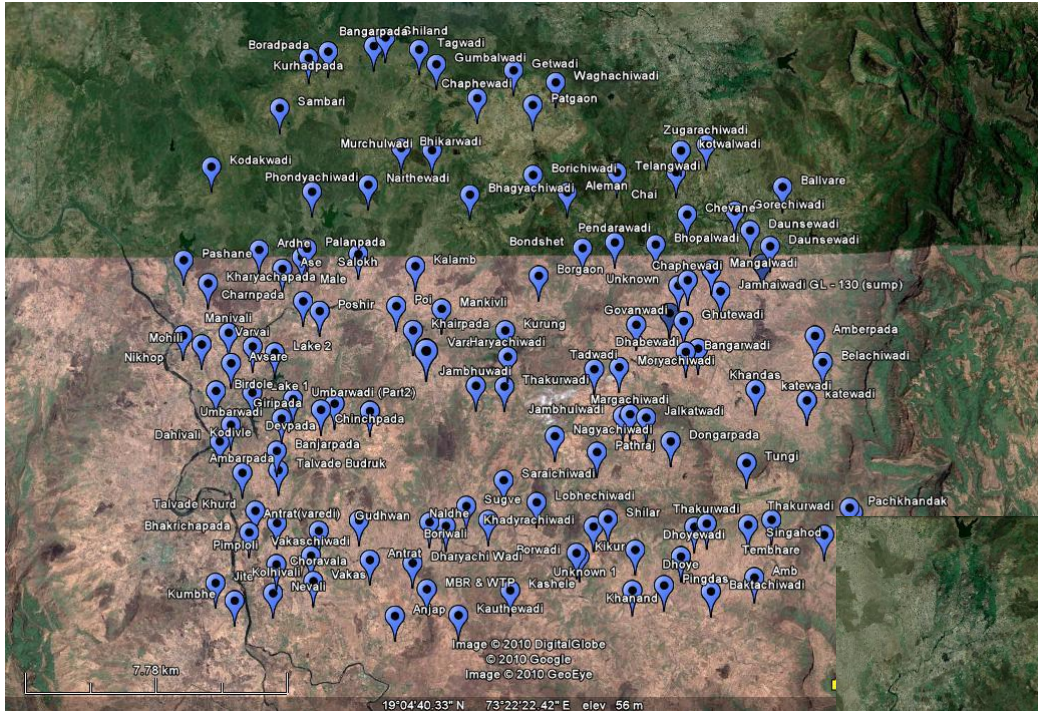 Bangarpada Shiland
Boradpada Tagwadi
Kurhadpada Gumbalwadi
Getwadi
Chaphewadi Waghachiwadi
Sambari Patgaon
Zugarachiwadi
Murchulwadi Bhikarwadi kotwalwadi
Kodakwadi Borichiwadi Telangwadi
Phondyachiwadi Narthewadi Bhagyachiwadi Aleman Ballvare
Chai
Chevane Gorechiwadi
Pendarawadi Daunsewadi
Ardhe Palanpada Bondshet Bhopalwadi Daunsewadi
Pashane Ase Salokh Kalamb Mangalwadi
Kharyachapada Male Borgaon Unknown Chaphewadi
Charnpada Jamhaiwadi GL - 130 (sump)
Poshir Poi Mankivli Govanwadi
Manivali Ghutewadi
Mohili Varval Khairpada Kurung Amberpada
Lake 2 Haryachiwadi Dhabewadi Bangarwadi
Nikhop Avsare Tadwadi Moryachiwadi Belachiwadi
Jambhuwadi
Birdole Lake 1 Umbarwadi (Part2) Thakurwadi Khandas katewadi
Giripada Margachiwadi katewadi
Umbarwadi Chinchpada Jambhulwadi Jalkatwadi
Dahivali Kodivle Devpada Nagyachiwadi
Banjarpada Pathraj Dongarpada
Ambarpada Talvade Budruk Tungi
Saraichiwadi
Talvade Khurd Sugve Lobhechiwadi Pachkhandak
Antrat(varedi) Gudhwan Naldhe Thakurwadi Thakurwadi
Bhakrichapada Khadyrachiwadi Shilar
Boriwali Dhoyewadi Singahod
Pimploli Vakaschiwadi Rorwadi Kikur Tembhare
Choravala Antrat Dharyachi Wadi Dhoye
Jite Kolhivali Vakas Unknown 1 Amb
Kumbhe Nevali MBR & WTP Kashele Pingdas Baktachiwadi
Khanand
Anjap Kauthewadi
Image © 2010 DigitalGlobe
© 2010 Google
7.78 km
Image © 2010 GeoEye
19°04'40.33" N 73°22'22.42" E elev 56 m